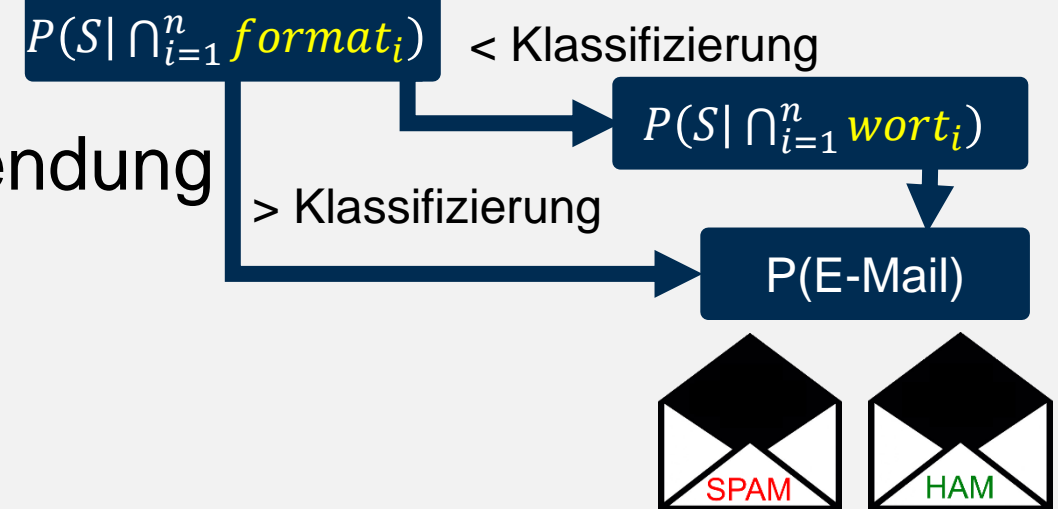 P(S| ⋂ⁿᵢ₌₁ formatᵢ)
< Klassifizierung
P(S| ⋂ⁿᵢ₌₁ wortᵢ)
endung
> Klassifizierung
P(E-Mail)
SPAM
HAM